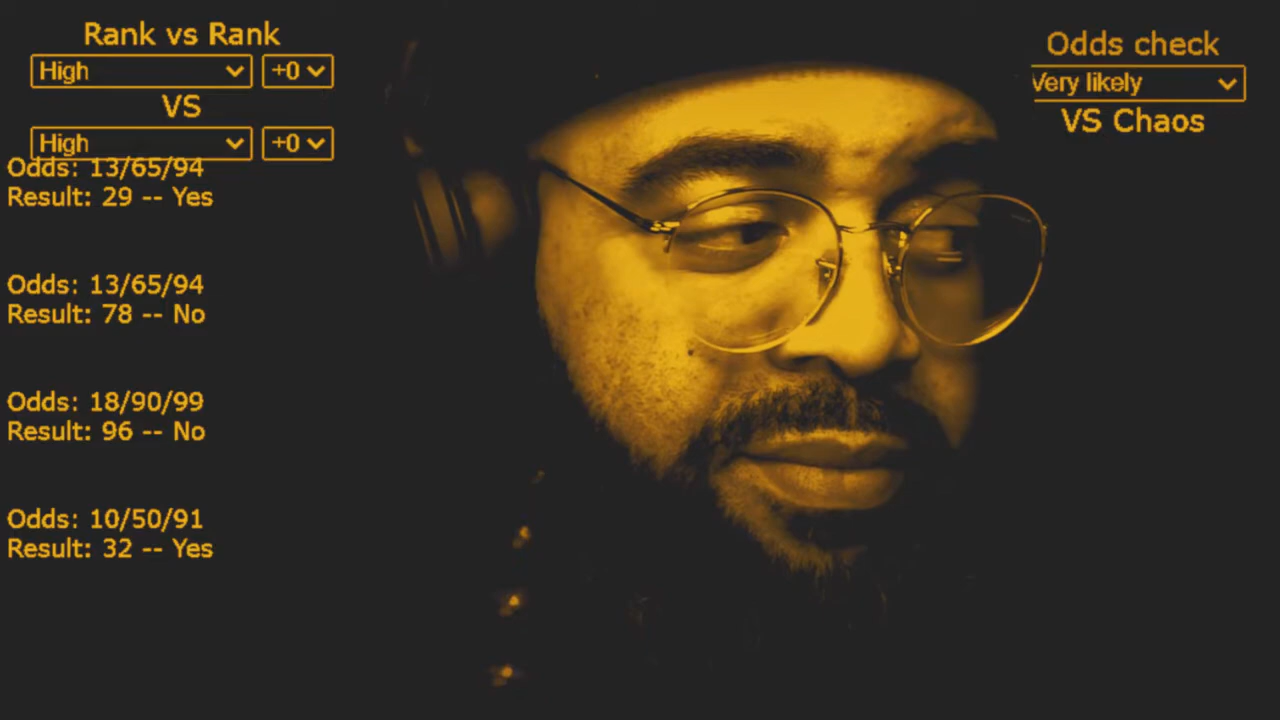 Rank vs Rank
High +0
VS
High +0
Odds: 13/65/94
Result: 29 -- Yes
Odds: 13/65/94
Result: 78 -- No
Odds: 18/90/99
Result: 96 -- No
Odds: 10/50/91
Result: 32 -- Yes
Odds check
Very likely
VS Chaos